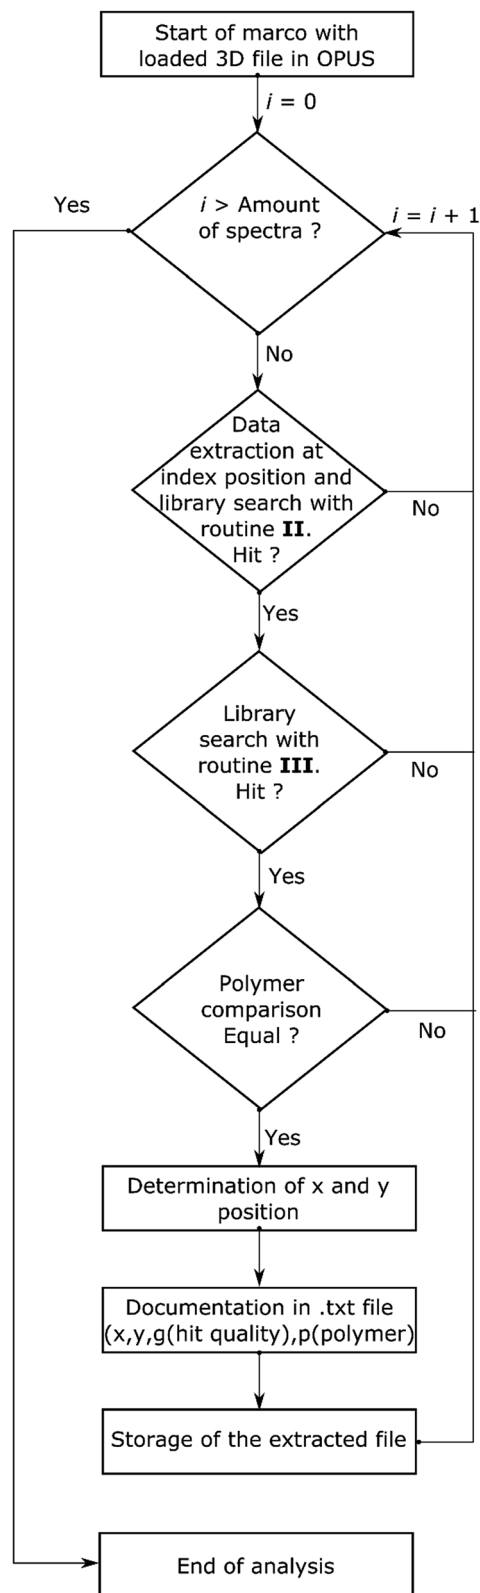 Start of marco with
loaded 3D file in OPUS
i = 0
Yes
i > Amount
of spectra ?
i = i + 1
No
Data
extraction at
index position and
library search with
routine II.
Hit ?
No
Yes
Library
search with
routine III.
Hit ?
No
Yes
Polymer
comparison
Equal ?
No
Yes
Determination of x and y
position
Documentation in .txt file
(x,y,g(hit quality),p(polymer)
Storage of the extracted file
End of analysis